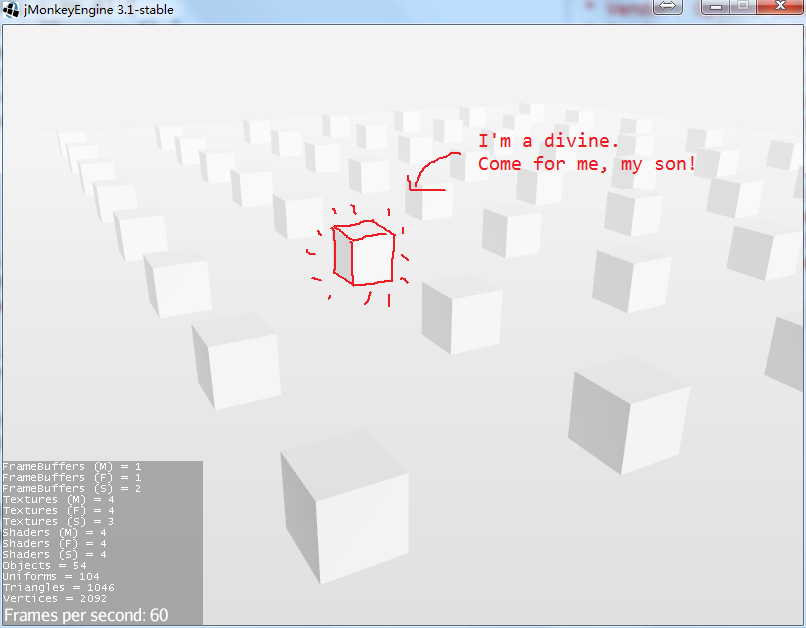 jMonkeyEngine 3.1-stable
I'm a divine.
Come for me, my son!
FrameBuffers (M) = 1
FrameBuffers (F) = 1
FrameBuffers (S) = 2
Textures (M) = 4
Textures (F) = 4
Textures (S) = 3
Shaders (M) = 4
Shaders (F) = 4
Shaders (S) = 4
Objects = 54
Uniforms = 104
Triangles = 1046
Vertices = 2092
Frames per second: 60